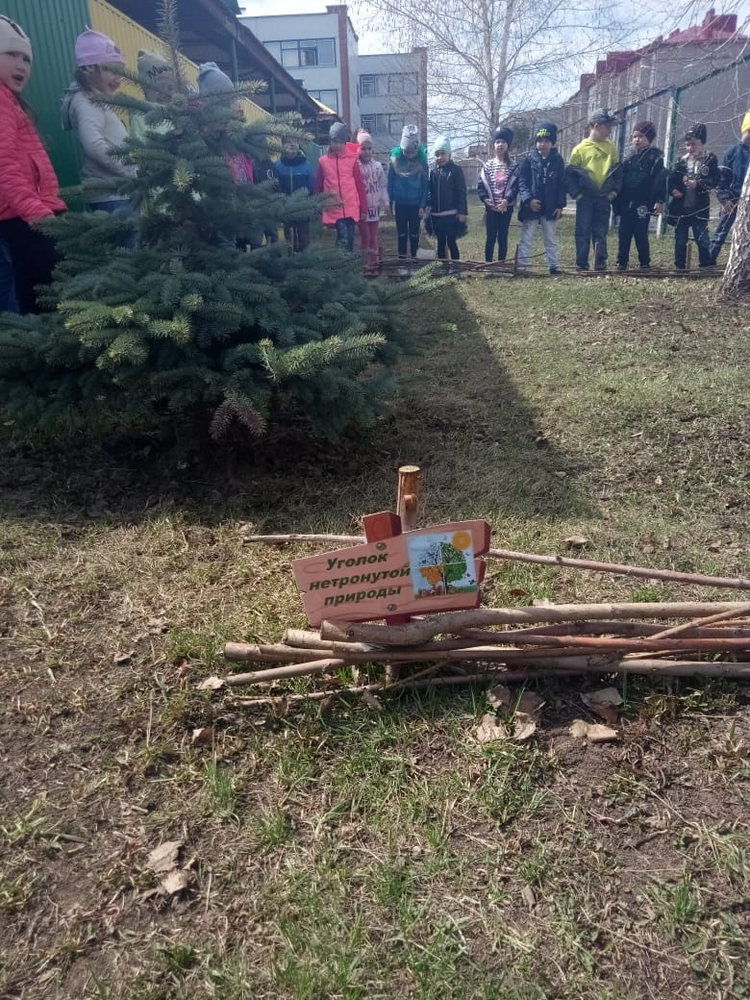 Уголок
нетронутой
природы